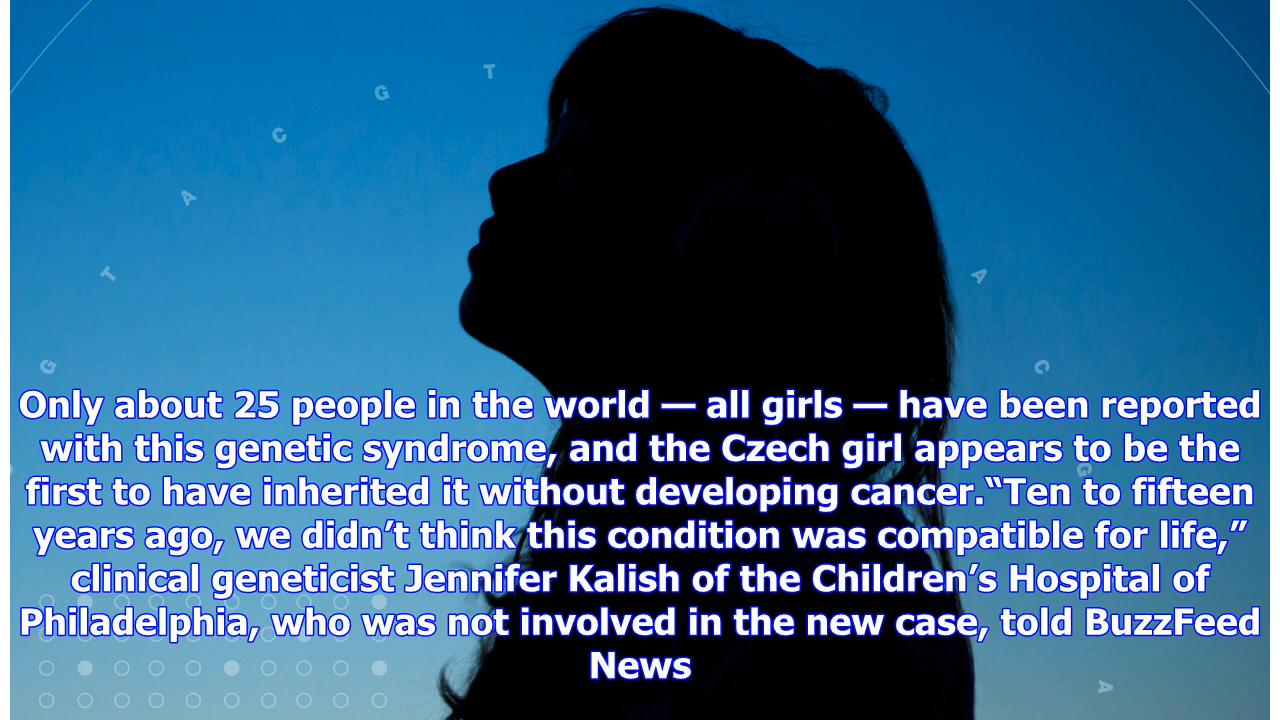 T
G
C
A
T
A
G
C
Only about 25 people in the world — all girls — have been reported
with this genetic syndrome, and the Czech girl appears to be the
G
first to have inherited it without developing cancer.“Ten to fifteen
years ago, we didn’t think this condition was compatible for life,”
clinical geneticist Jennifer Kalish of the Children’s Hospital of
Philadelphia, who was not involved in the new case, told BuzzFeed
News
A